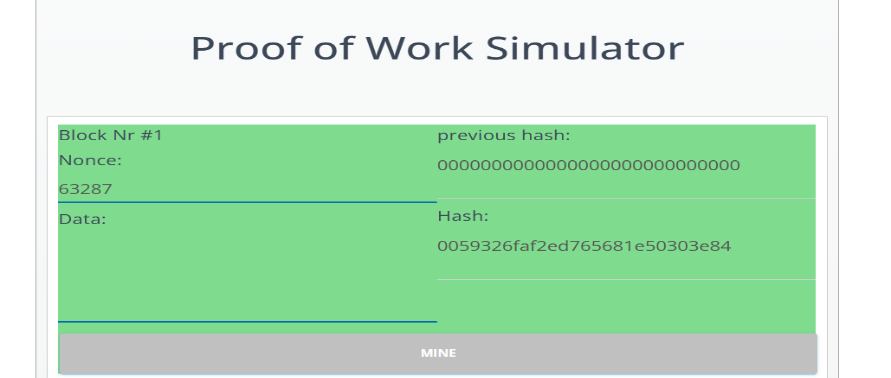 Proof of Work Simulator
Block Nr #1
Nonce:
63287
Data:
previous hash:
0000000000000000000000000000
Hash:
0059326faf2ed765681e50303e84
MINE